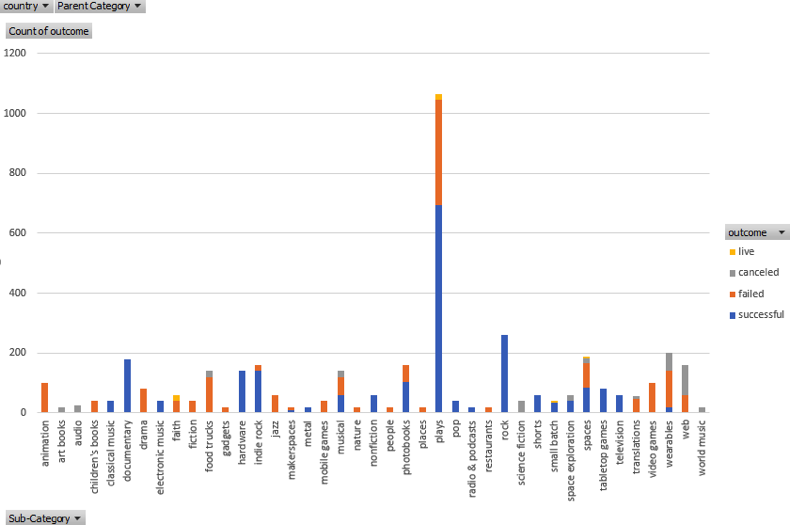 country Parent Category
Count of outcome
1200
1000
800
600
400
200
0
animation
art books
audio
children's books
classical music
documentary
drama
electronic music
faith
fiction
food trucks
gadgets
hardware
indie rock
jazz
makerspaces
metal
mobile games
musical
nature
nonfiction
people
photobooks
places
plays
pop
radio & podcasts
restaurants
rock
science fiction
shorts
small batch
space exploration
spaces
tabletop games
television
translations
video games
wearables
web
world music
outcome
live
canceled
failed
successful
Sub-Category